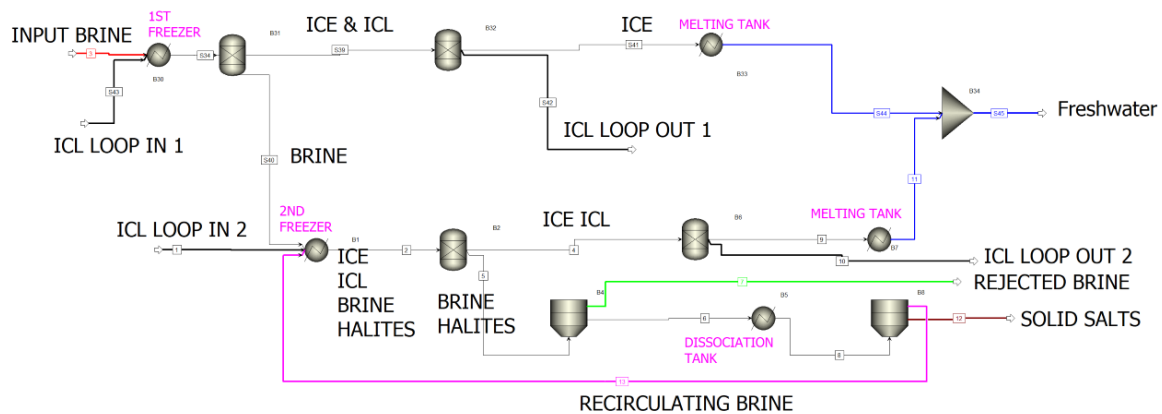 1ST
FREEZER
INPUT BRINE
3
S34
B30
B31
ICE & ICL
S39
B32
ICE
S41
MELTING TANK
B33
S43
ICL LOOP IN 1
S42
ICL LOOP OUT 1
S44
B34
S45
Freshwater
S40
BRINE
11
2ND
FREEZER
ICL LOOP IN 2
1
B1
2
B2
ICE
ICL
BRINE
HALITES
ICE ICL
4
B6
9
MELTING TANK
B7
10
ICL LOOP OUT 2
5
BRINE
HALITES
B4
REJECTED BRINE
6
B5
DISSOCIATION
TANK
8
B8
12
SOLID SALTS
13
RECIRCULATING BRINE